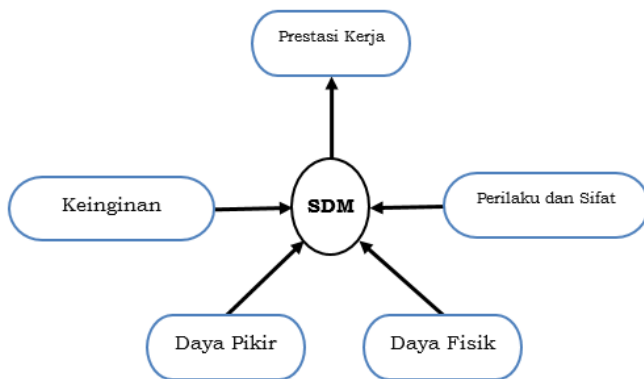 Prestasi Kerja
Keinginan
SDM
Perilaku dan Sifat
Daya Pikir
Daya Fisik